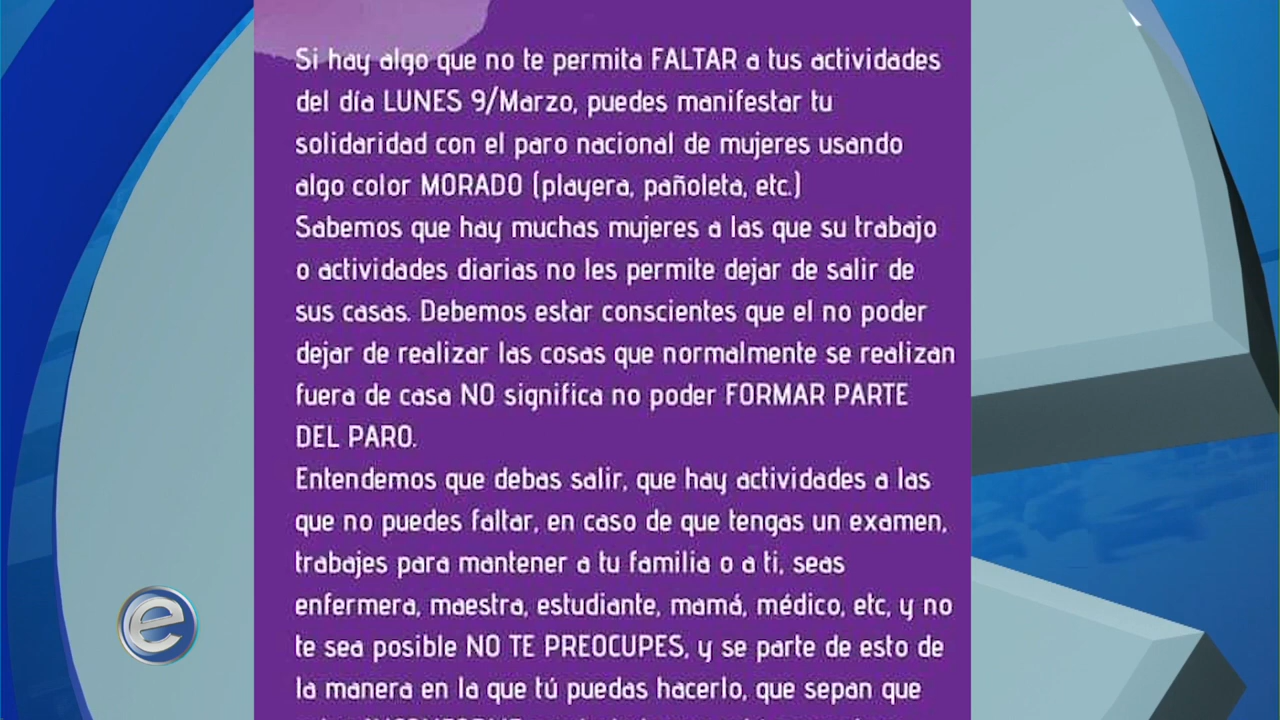 Si hay algo que no te permita FALTAR a tus actividades
del día LUNES 9/Marzo, puedes manifestar tu
solidaridad con el paro nacional de mujeres usando
algo color MORADO (playera, pañoleta, etc.)
Sabemos que hay muchas mujeres a las que su trabajo
o actividades diarias no les permite dejar de salir de
sus casas. Debemos estar conscientes que el no poder
dejar de realizar las cosas que normalmente se realizan
fuera de casa NO significa no poder FORMAR PARTE
DEL PARO.
Entendemos que debas salir, que hay actividades a las
que no puedes faltar, en caso de que tengas un examen,
trabajes para mantener a tu familia o a ti, seas
enfermera, maestra, estudiante, mamá, médico, etc, y no
te sea posible NO TE PREOCUPES, y se parte de esto de
la manera en la que tú puedas hacerlo, que sepan que
e